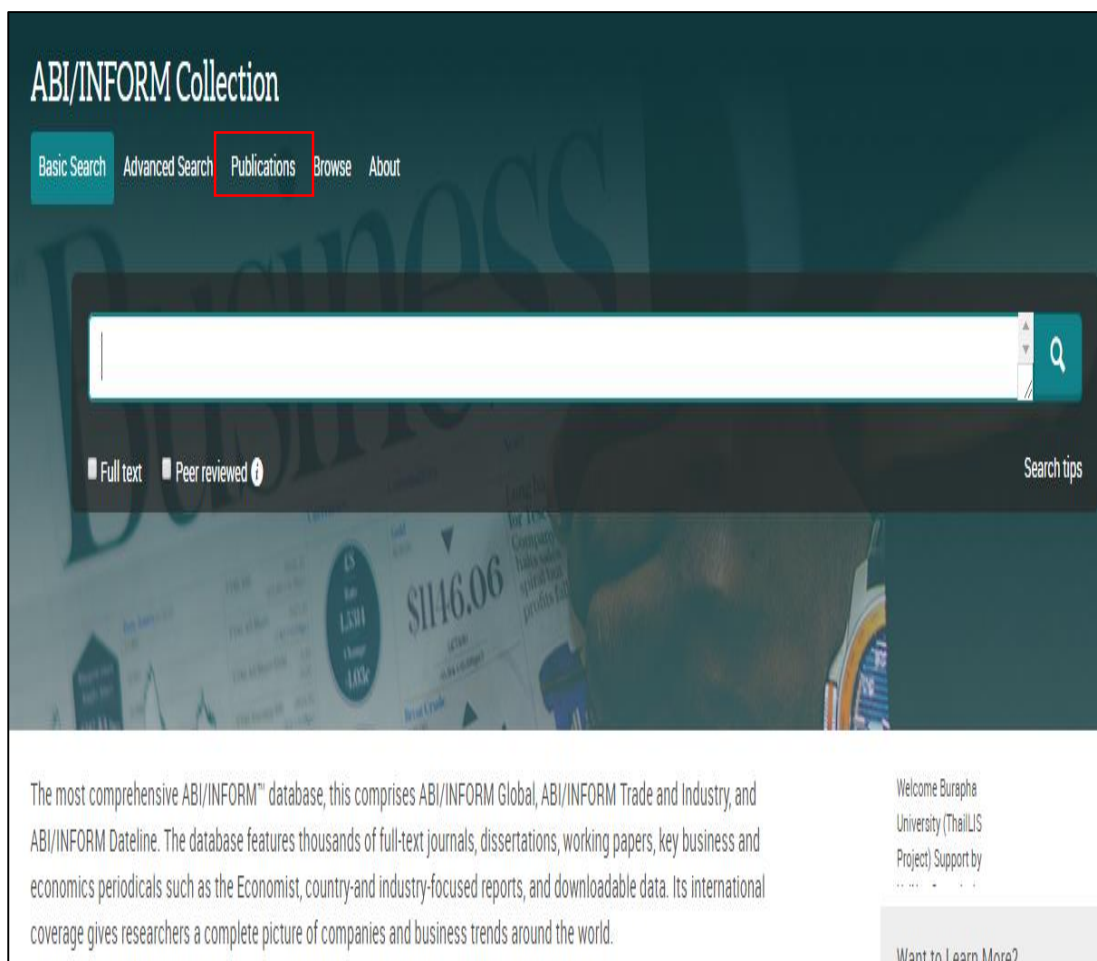 ABI/INFORM Collection
Basic Search Advanced Search Publications Browse About
Business
Full text Peer reviewed i
Search tips
$1146.06
The most comprehensive ABI/INFORM™ database, this comprises ABI/INFORM Global, ABI/INFORM Trade and Industry, and
ABI/INFORM Dateline. The database features thousands of full-text journals, dissertations, working papers, key business and
economics periodicals such as the Economist, country-and industry-focused reports, and downloadable data. Its international
coverage gives researchers a complete picture of companies and business trends around the world.
Welcome Burapha
University (ThailLIS
Project) Support by
Want to Learn More?